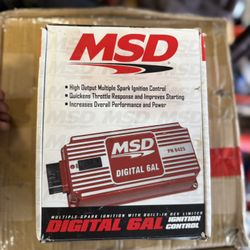 MSD
• High Output Multiple Spark Ignition Control
• Quickens Throttle Response and Improves Starting
• Increases Overall Performance and Power
PN 6425
MSD
DIGITAL 6AL
MULTIPLE-SPARK IGNITION WITH BUILT-IN REV LIMITER
DIGITAL 6AL IGNITION
CONTROL